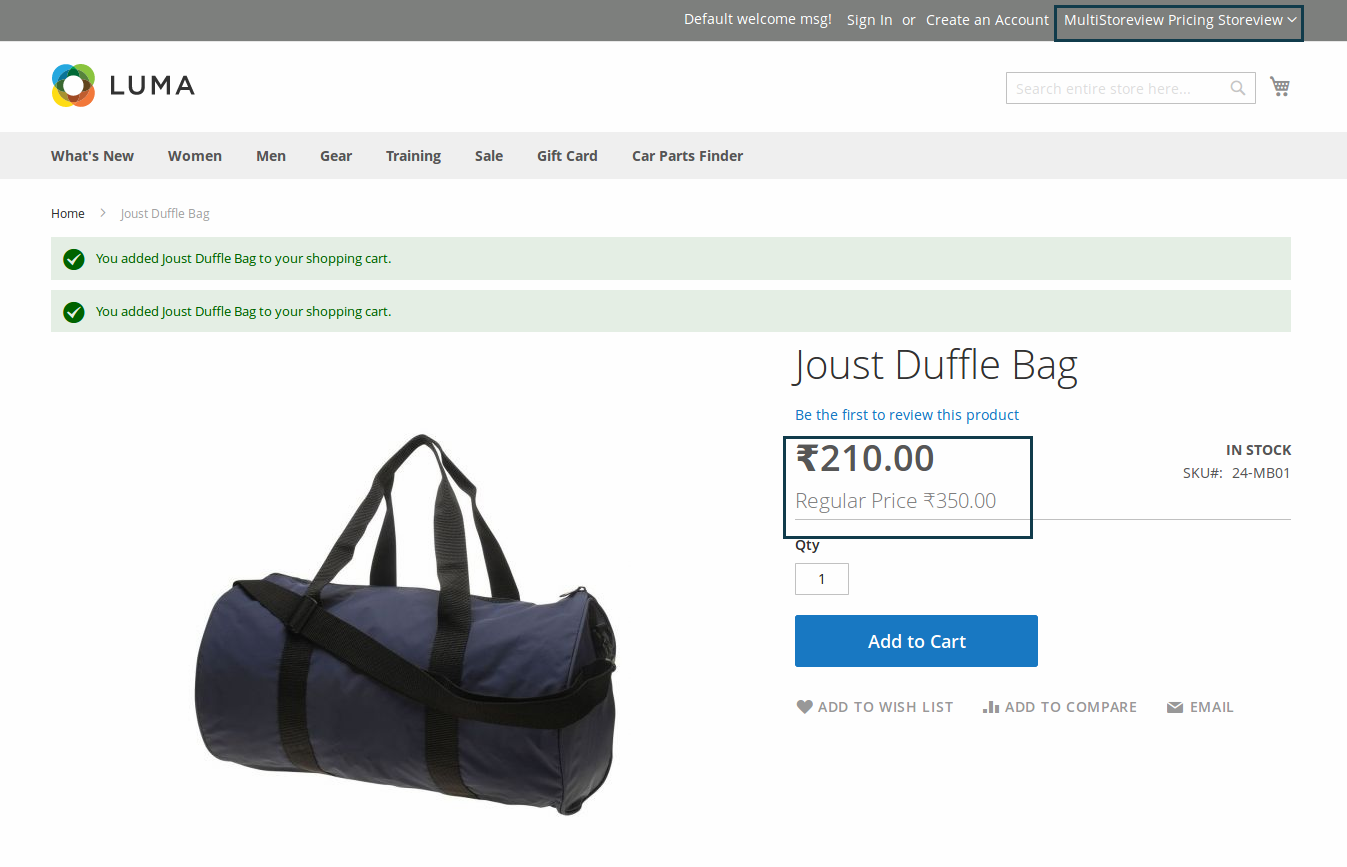 Default welcome msg! Sign In or Create an Account MultiStoreview Pricing Storeview
LUMA
Search entire store here...
What's New Women Men Gear Training Sale Gift Card Car Parts Finder
Home Joust Duffle Bag
You added Joust Duffle Bag to your shopping cart.
You added Joust Duffle Bag to your shopping cart.
Joust Duffle Bag
Be the first to review this product
₹210.00 IN STOCK
SKU#: 24-MB01
Regular Price ₹350.00
Qty
1
Add to Cart
ADD TO WISH LIST ADD TO COMPARE EMAIL